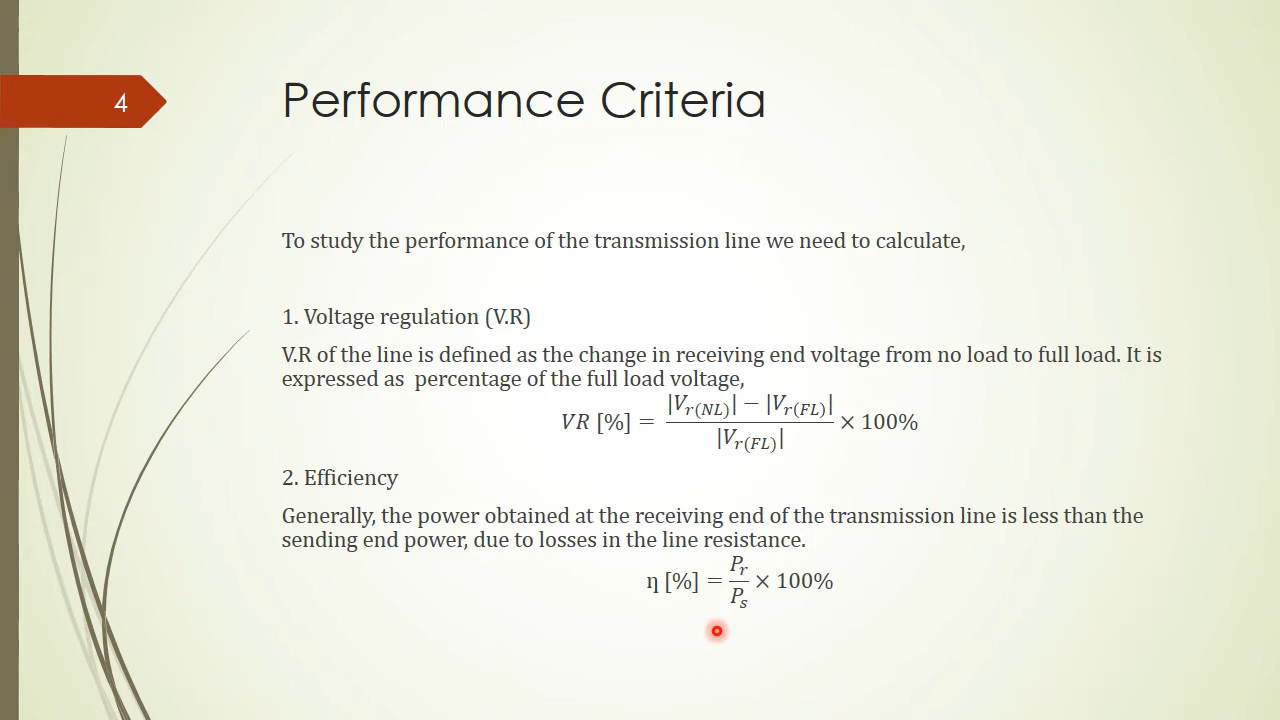 4
Performance Criteria
To study the performance of the transmission line we need to calculate,
1. Voltage regulation (V.R)
V.R of the line is defined as the change in receiving end voltage from no load to full load. It is
expressed as  percentage of the full load voltage,
VR [%] = |V_r(NL)| − |V_r(FL)| / |V_r(FL)| × 100%
2. Efficiency
Generally, the power obtained at the receiving end of the transmission line is less than the
sending end power, due to losses in the line resistance.
η [%] = P_r / P_s × 100%